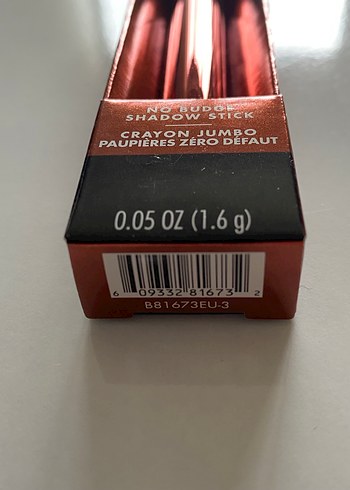 NO BUDGE
SHADOW STICK
CRAYON JUMBO
PAUPIÈRES ZÉRO DÉFAUT
0.05 OZ (1.6 g)
6 09332 81673 2
B81673EU-3